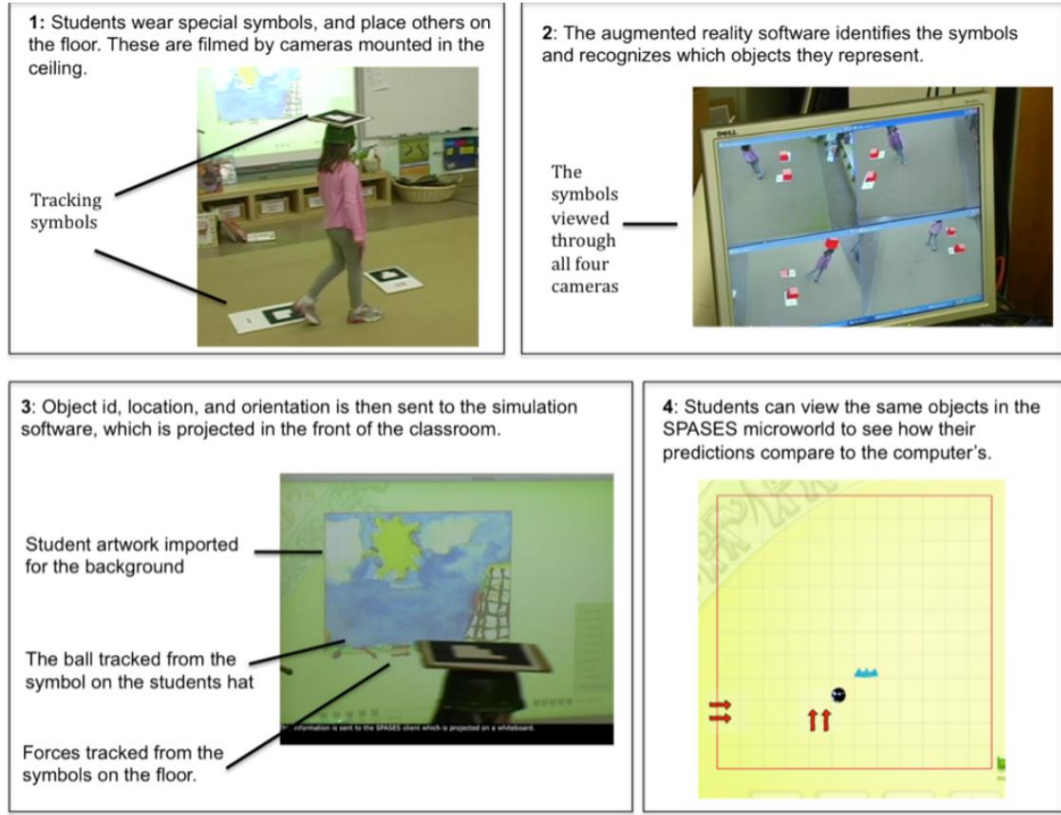 1: Students wear special symbols, and place others on
the floor. These are filmed by cameras mounted in the
ceiling.
Tracking
symbols
2: The augmented reality software identifies the symbols
and recognizes which objects they represent.
The
symbols
viewed
through
all four
cameras
DELL
3: Object id, location, and orientation is then sent to the simulation
software, which is projected in the front of the classroom.
Student artwork imported
for the background
The ball tracked from the
symbol on the students hat
Forces tracked from the
symbols on the floor.
information is sent to the SPASES client which is projected on a whiteboard.
4: Students can view the same objects in the
SPASES microworld to see how their
predictions compare to the computer's.